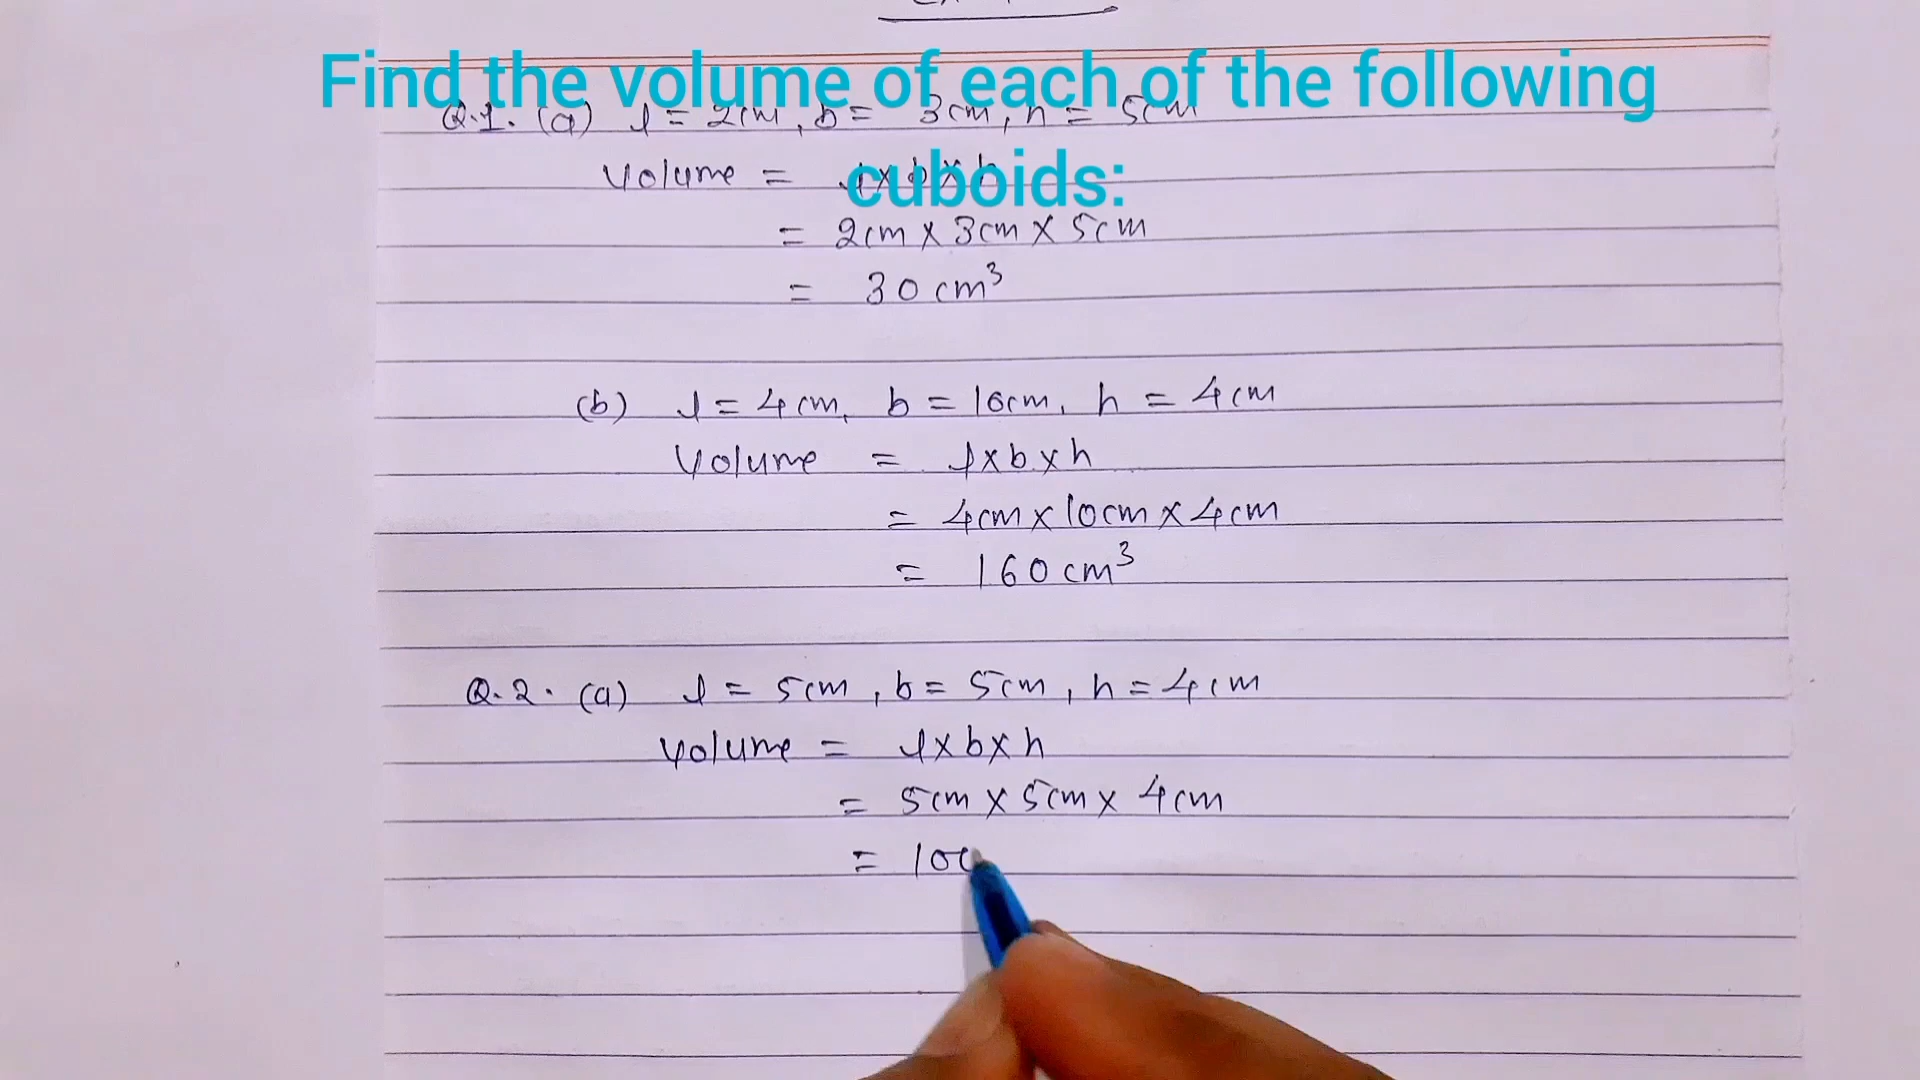 Find the volume of each of the following
cuboids:
Q.1. (a) l = 2cm, b = 3cm, h = 5cm
Volume = l×b×h
= 2cm × 3cm × 5cm
= 30 cm³
(b) l = 4cm, b = 10cm, h = 4cm
Volume = l×b×h
= 4cm × 10cm × 4cm
= 160 cm³
Q.2. (a) l = 5cm, b = 5cm, h = 4cm
Volume = l×b×h
= 5cm × 5cm × 4cm
= 100